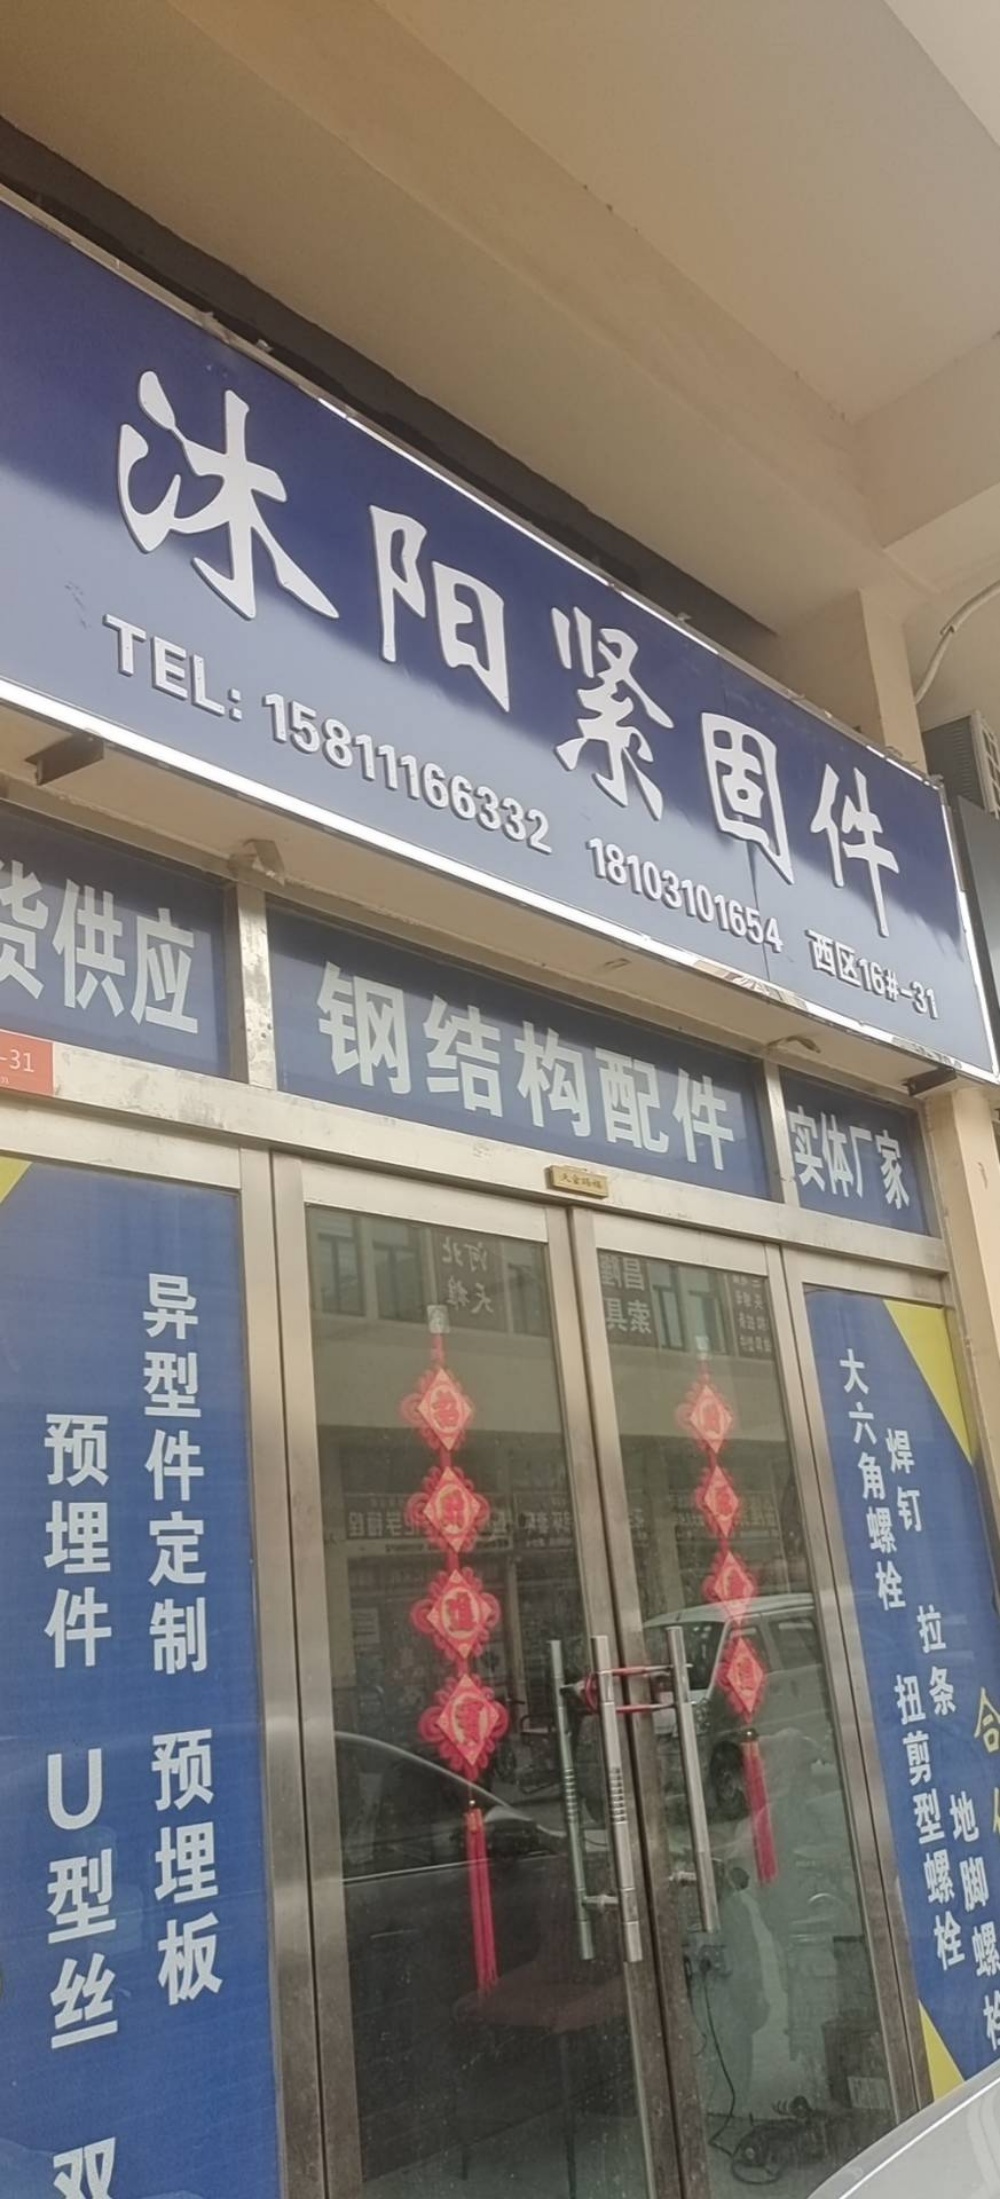 沐阳紧固件
TEL: 15811166332 18103101654 西区16#-31
货供应
钢结构配件
实体厂家
-31
异型件定制 预埋板
预埋件 U型丝 双
大六角螺栓
焊钉
扭剪型螺栓
拉条
地脚螺栓
合